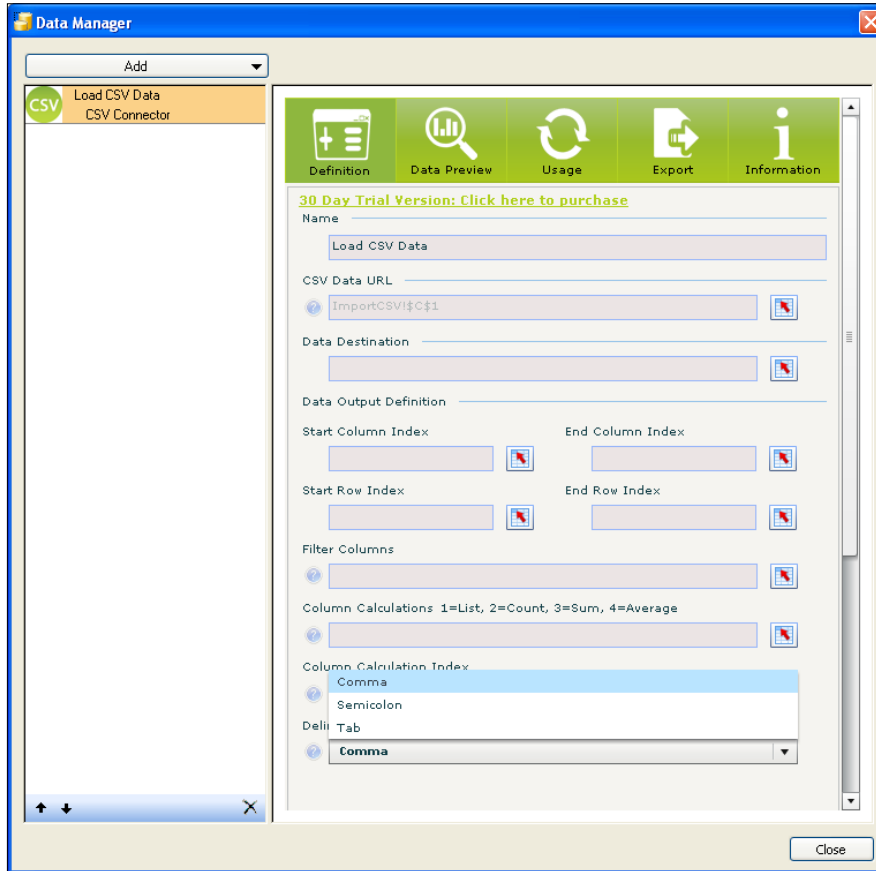 Data Manager
Add
CSV
Load CSV Data
CSV Connector
Definition
Data Preview
Usage
Export
Information
30 Day Trial Version: Click here to purchase
Name
Load CSV Data
CSV Data URL
ImportCSV!$C$1
Data Destination
Data Output Definition
Start Column Index
End Column Index
Start Row Index
End Row Index
Filter Columns
Column Calculations 1=List, 2=Count, 3=Sum, 4=Average
Column Calculation Index
Comma
Semicolon
Tab
Comma
Close